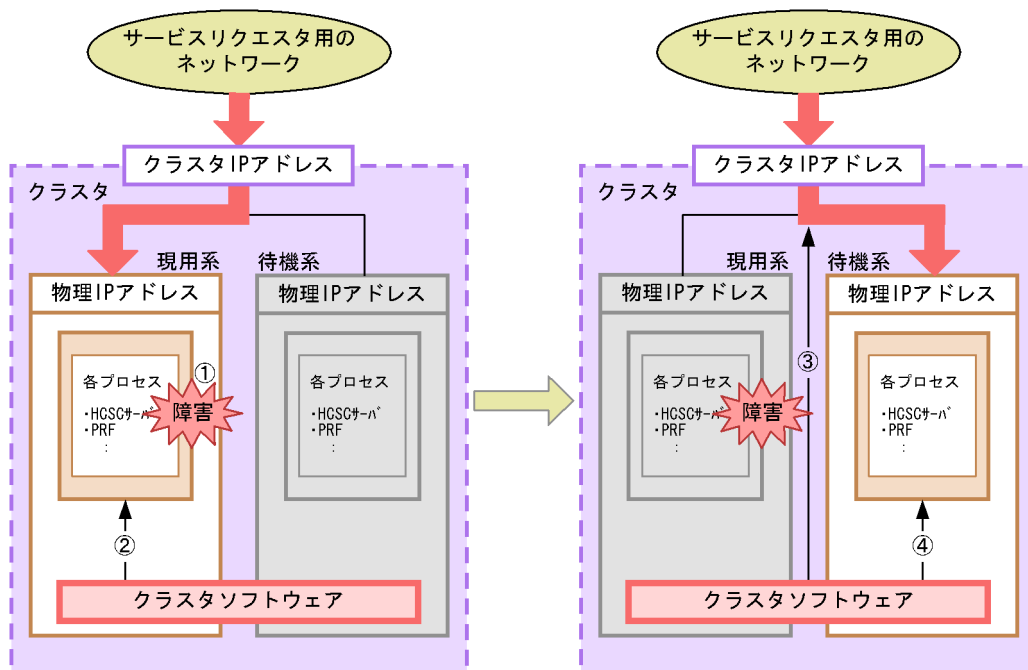 サービスリクエスタ用の
ネットワーク
クラスタIPアドレス
クラスタ
現用系
待機系
物理IPアドレス
物理IPアドレス
各プロセス
・HCSCサーバ
・PRF
:
①
障害
各プロセス
・HCSCサーバ
・PRF
:
②
クラスタソフトウェア
サービスリクエスタ用の
ネットワーク
クラスタIPアドレス
クラスタ
現用系
待機系
物理IPアドレス
物理IPアドレス
各プロセス
・HCSCサーバ
・PRF
:
障害
③
各プロセス
・HCSCサーバ
・PRF
:
④
クラスタソフトウェア